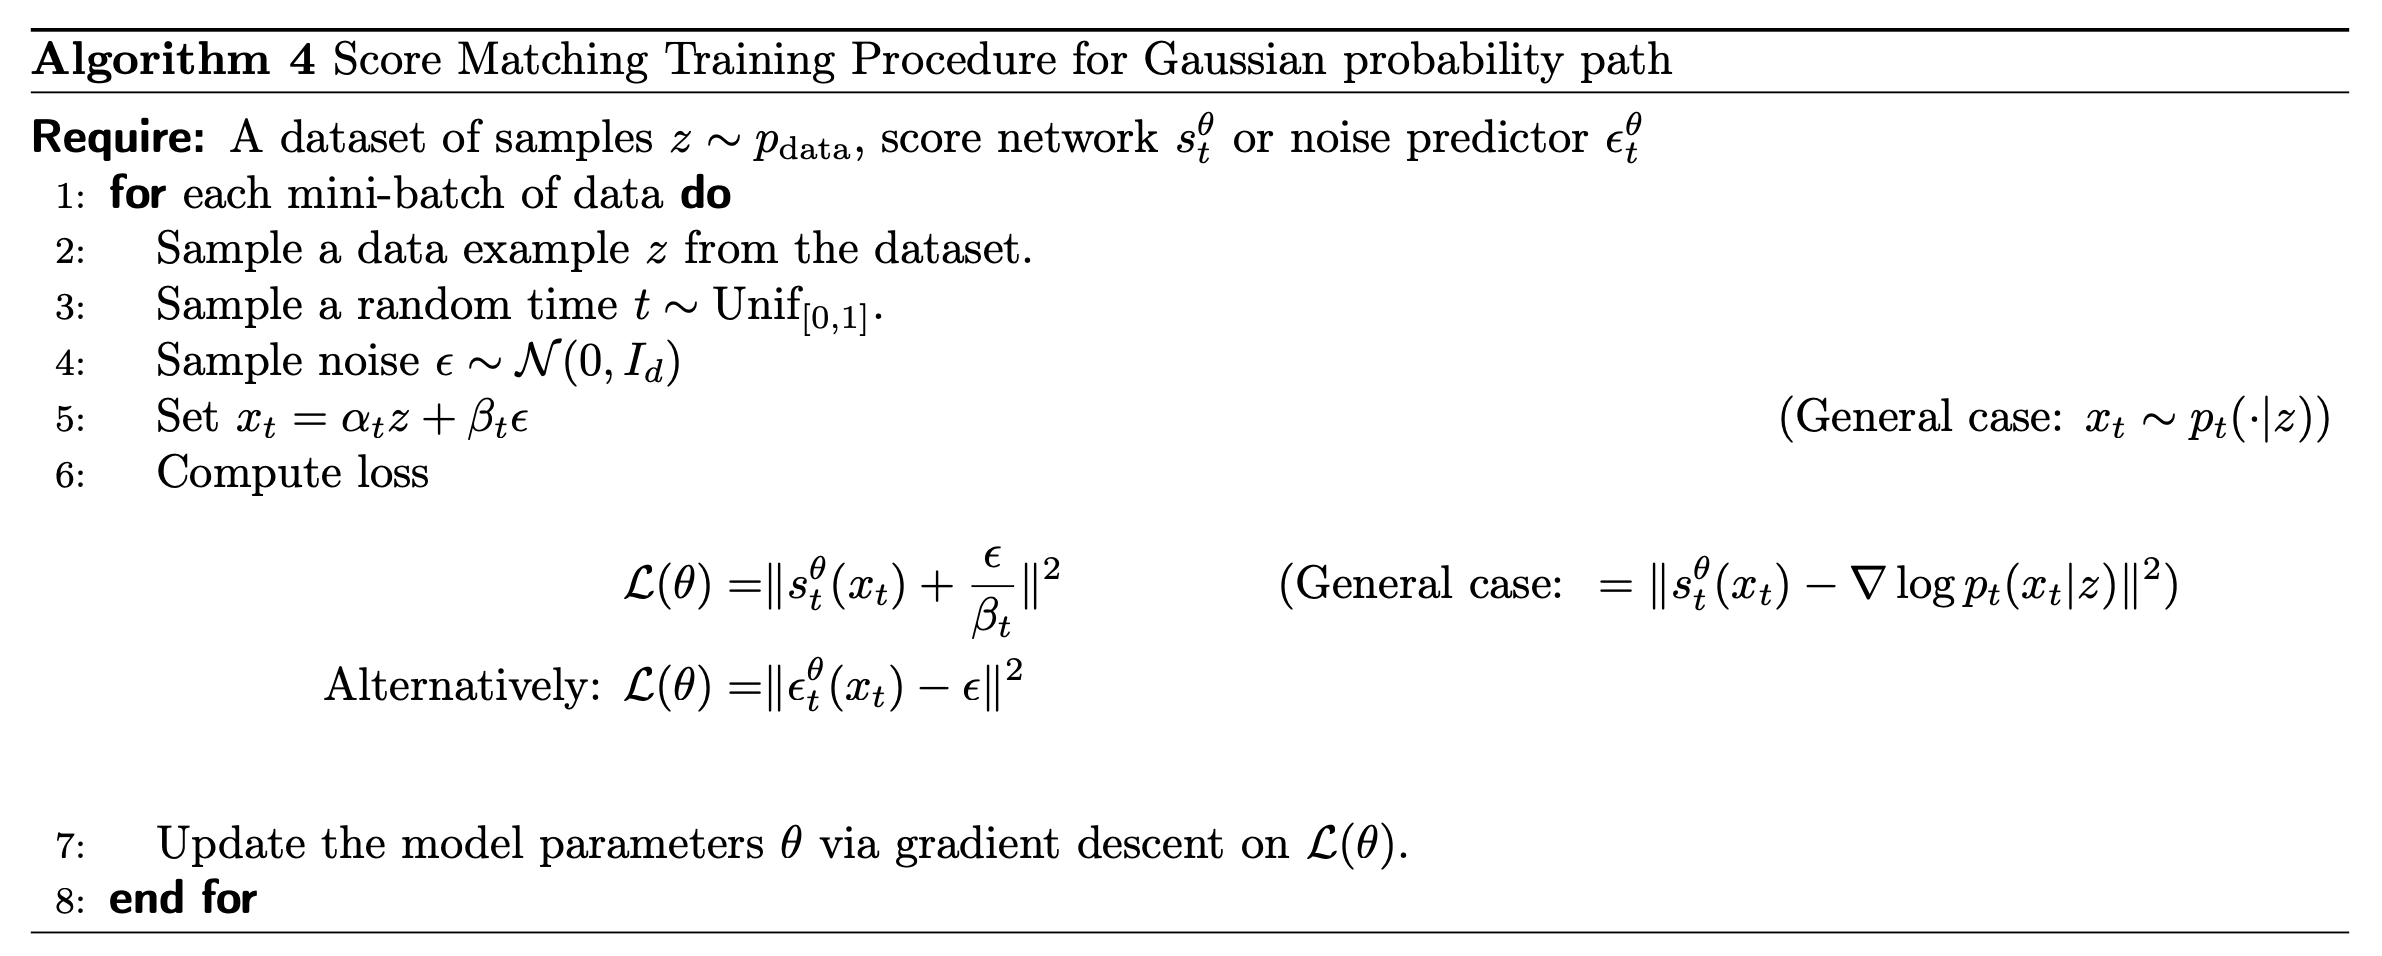 Algorithm 4 Score Matching Training Procedure for Gaussian probability path
Require: A dataset of samples $z \sim p_{\text{data}}$, score network $s_t^\theta$ or noise predictor $\epsilon_t^\theta$
1: for each mini-batch of data do
2: Sample a data example $z$ from the dataset.
3: Sample a random time $t \sim \text{Unif}_{[0,1]}$.
4: Sample noise $\epsilon \sim \mathcal{N}(0, I_d)$
5: Set $x_t = \alpha_t z + \beta_t \epsilon$ (General case: $x_t \sim p_t(\cdot|z)$)
6: Compute loss
$\mathcal{L}(\theta) = \|s_t^\theta(x_t) + \frac{\epsilon}{\beta_t}\|^2$ (General case: $= \|s_t^\theta(x_t) - \nabla \log p_t(x_t|z)\|^2$)
Alternatively: $\mathcal{L}(\theta) = \|\epsilon_t^\theta(x_t) - \epsilon\|^2$
7: Update the model parameters $\theta$ via gradient descent on $\mathcal{L}(\theta)$.
8: end for